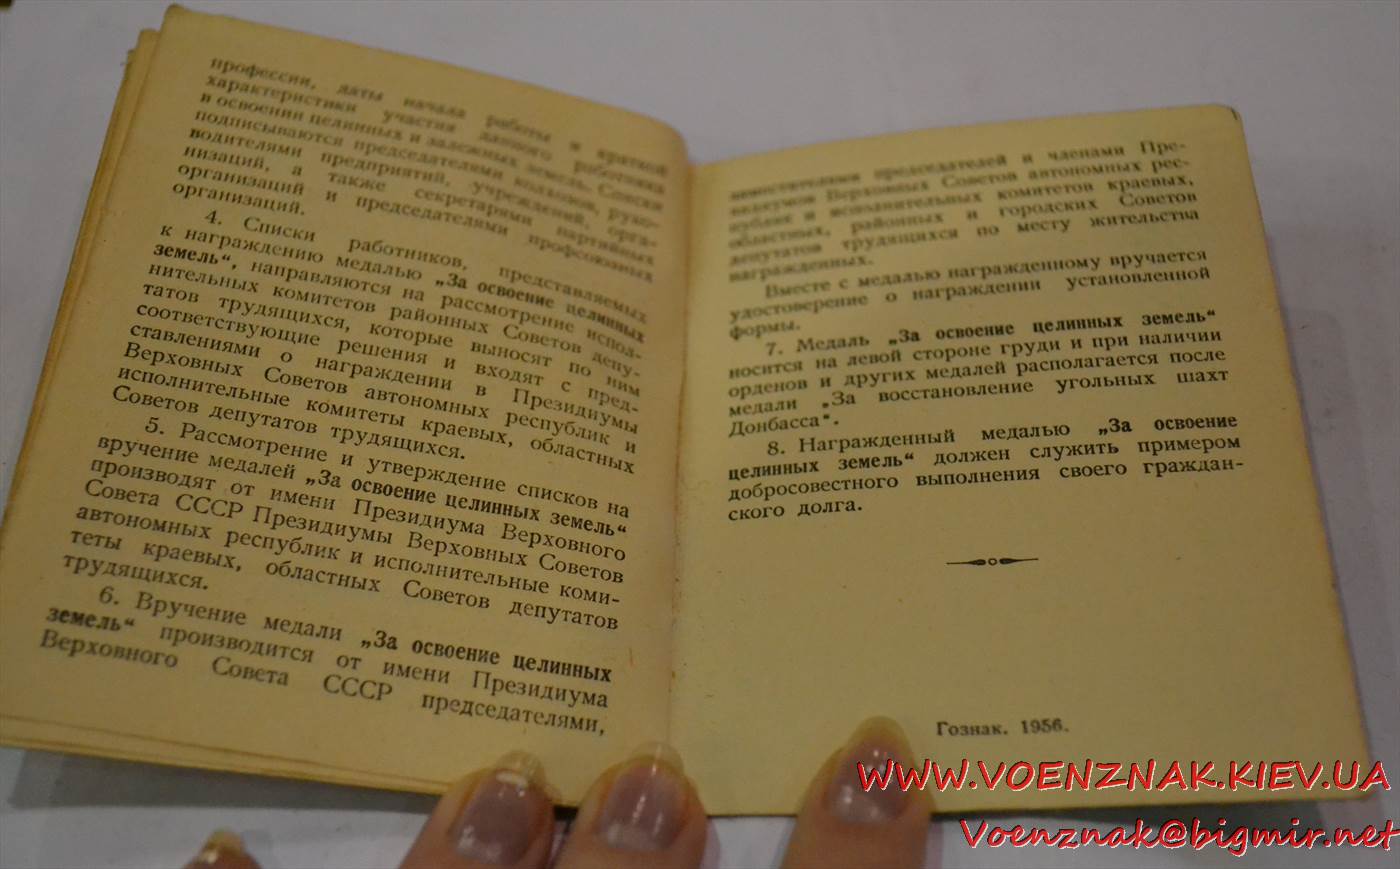 профессии, даты начала работы и краткой
характеристики участия данного работника
в освоении целинных и залежных земель. Списки
подписываются председателями колхозов, руко-
водителями предприятий, учреждений, орга-
низаций, а также секретарями партийных
организаций и председателями профсоюзных
организаций.
4. Списки работников, представляемых
к награждению медалью „За освоение целинных
земель“, направляются на рассмотрение испол-
нительных комитетов районных Советов депу-
татов трудящихся, которые выносят по ним
соответствующие решения и входят с пред-
ставлениями о награждении в Президиумы
Верховных Советов автономных республик и
исполнительные комитеты краевых, областных
Советов депутатов трудящихся.
5. Рассмотрение и утверждение списков на
вручение медалей „За освоение целинных земель“
производят от имени Президиума Верховного
Совета СССР Президиумы Верховных Советов
автономных республик и исполнительные коми-
теты краевых, областных Советов депутатов
трудящихся.
6. Вручение медали „За освоение целинных
земель“ производится от имени Президиума
Верховного Совета СССР председателями,
заместителями председателей и членами Пре-
зидиумов Верховных Советов автономных рес-
публик и исполнительных комитетов краевых,
областных, районных и городских Советов
депутатов трудящихся по месту жительства
награжденных.
Вместе с медалью награжденному вручается
удостоверение о награждении установленной
формы.
7. Медаль „За освоение целинных земель“
носится на левой стороне груди и при наличии
орденов и других медалей располагается после
медали „За восстановление угольных шахт
Донбасса“.
8. Награжденный медалью „За освоение
целинных земель“ должен служить примером
добросовестного выполнения своего граждан-
ского долга.
Гознак. 1956.
WWW.VOENZNAK.KIEV.UA
Voenznak@bigmir.net